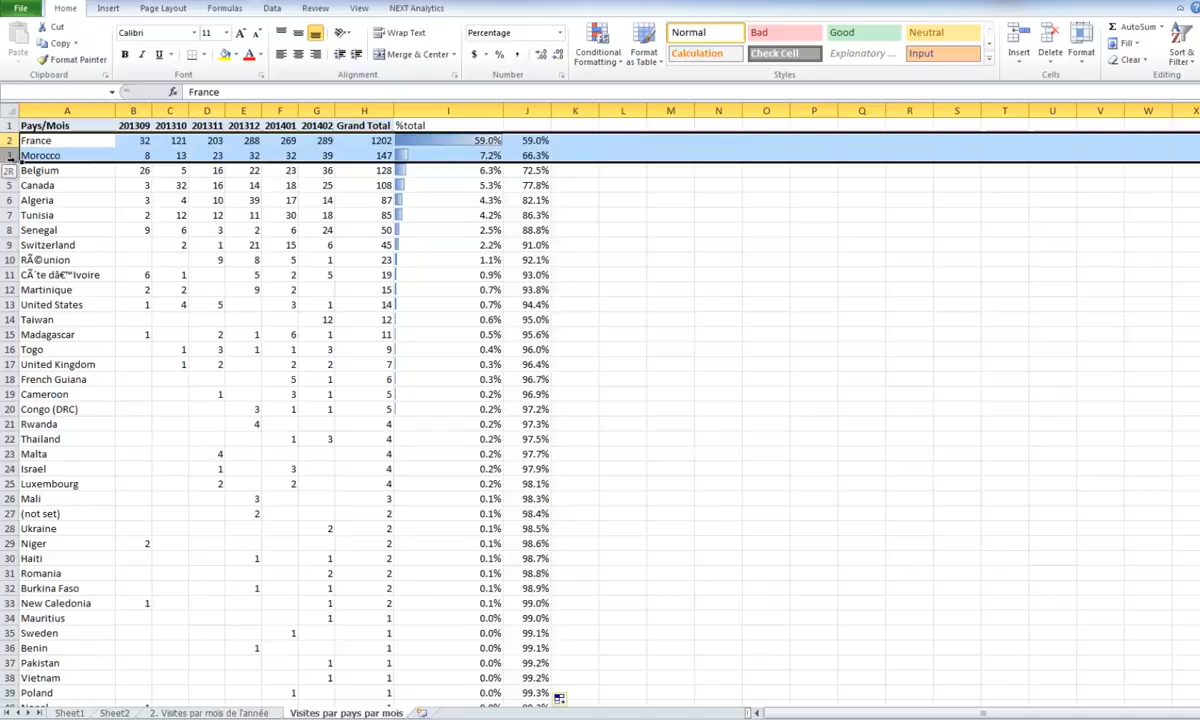 File Home Insert Page Layout Formulas Data Review View NEXT Analytics
Cut Calibri 11 A A Wrap Text Percentage Normal Bad Good Neutral AutoSum
Paste Copy Format Painter B I U A Merge & Center $ % , Conditional Formatting Format as Table Calculation Check Cell Explanatory ... Input Insert Delete Format Fill Clear Sort & Filter
Clipboard Font Alignment Number Styles Cells Editing
fx France
A B C D E F G H I J K L M N O P Q R S T U V W X
1 Pays/Mois 201309 201310 201311 201312 201401 201402 Grand Total %total
2 France 32 121 203 288 269 289 1202 59.0% 59.0%
3 Morocco 8 13 23 32 32 39 147 7.2% 66.3%
2R Belgium 26 5 16 22 23 36 128 6.3% 72.5%
5 Canada 3 32 16 14 18 25 108 5.3% 77.8%
6 Algeria 3 4 10 39 17 14 87 4.3% 82.1%
7 Tunisia 2 12 12 11 30 18 85 4.2% 86.3%
8 Senegal 9 6 3 2 6 24 50 2.5% 88.8%
9 Switzerland 2 1 21 15 6 45 2.2% 91.0%
10 RÃ©union 9 8 5 1 23 1.1% 92.1%
11 CÃ´te dâ€™Ivoire 6 1 5 2 5 19 0.9% 93.0%
12 Martinique 2 2 9 2 15 0.7% 93.8%
13 United States 1 4 5 3 1 14 0.7% 94.4%
14 Taiwan 12 12 0.6% 95.0%
15 Madagascar 1 2 1 6 1 11 0.5% 95.6%
16 Togo 1 3 1 1 3 9 0.4% 96.0%
17 United Kingdom 1 2 2 2 7 0.3% 96.4%
18 French Guiana 5 1 6 0.3% 96.7%
19 Cameroon 1 3 1 5 0.2% 96.9%
20 Congo (DRC) 3 1 1 5 0.2% 97.2%
21 Rwanda 4 4 0.2% 97.3%
22 Thailand 1 3 4 0.2% 97.5%
23 Malta 4 4 0.2% 97.7%
24 Israel 1 3 4 0.2% 97.9%
25 Luxembourg 2 2 4 0.2% 98.1%
26 Mali 3 3 0.1% 98.3%
27 (not set) 2 2 0.1% 98.4%
28 Ukraine 2 2 0.1% 98.5%
29 Niger 2 2 0.1% 98.6%
30 Haiti 1 1 2 0.1% 98.7%
31 Romania 2 2 0.1% 98.8%
32 Burkina Faso 1 1 2 0.1% 98.9%
33 New Caledonia 1 1 2 0.1% 99.0%
34 Mauritius 1 1 0.0% 99.0%
35 Sweden 1 1 0.0% 99.1%
36 Benin 1 1 0.0% 99.1%
37 Pakistan 1 1 0.0% 99.2%
38 Vietnam 1 1 0.0% 99.2%
39 Poland 1 1 0.0% 99.3%
Sheet1 Sheet2 2. Visites par mois de l'année Visites par pays par mois